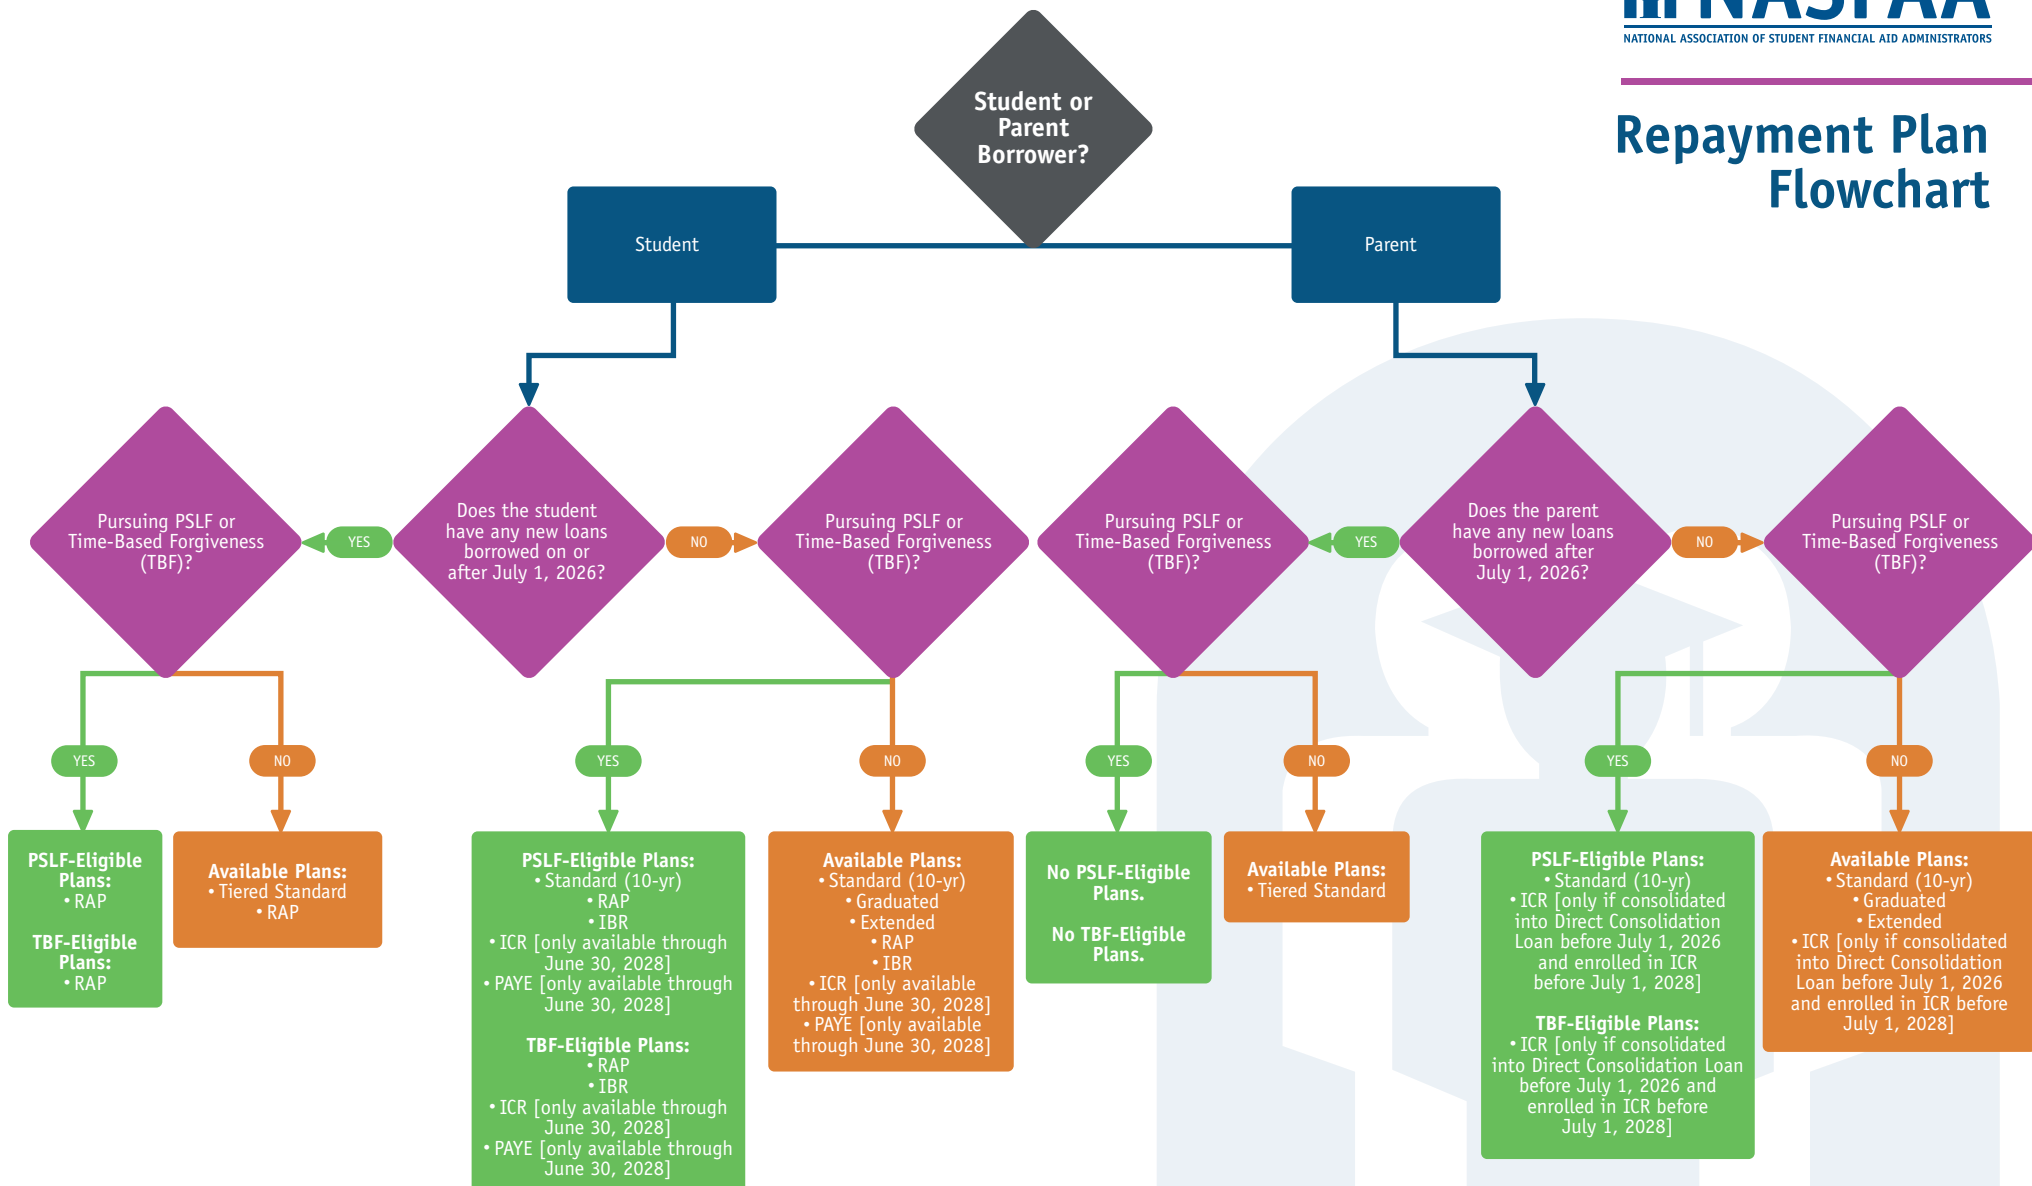 NASFAA
NATIONAL ASSOCIATION OF STUDENT FINANCIAL AID ADMINISTRATORS
Repayment Plan
Flowchart
Student or
Parent
Borrower?
Student
Parent
Pursuing PSLF or
Time-Based Forgiveness
(TBF)?
YES
Does the student
have any new loans
borrowed on or
after July 1, 2026?
NO
Pursuing PSLF or
Time-Based Forgiveness
(TBF)?
Pursuing PSLF or
Time-Based Forgiveness
(TBF)?
YES
Does the parent
have any new loans
borrowed after
July 1, 2026?
NO
Pursuing PSLF or
Time-Based Forgiveness
(TBF)?
YES
NO
YES
NO
YES
NO
YES
NO
PSLF-Eligible
Plans:
• RAP
TBF-Eligible
Plans:
• RAP
Available Plans:
• Tiered Standard
• RAP
PSLF-Eligible Plans:
• Standard (10-yr)
• RAP
• IBR
• ICR [only available through
June 30, 2028]
• PAYE [only available through
June 30, 2028]
TBF-Eligible Plans:
• RAP
• IBR
• ICR [only available through
June 30, 2028]
• PAYE [only available through
June 30, 2028]
Available Plans:
• Standard (10-yr)
• Graduated
• Extended
• RAP
• IBR
• ICR [only available
through June 30, 2028]
• PAYE [only available
through June 30, 2028]
No PSLF-Eligible
Plans.
No TBF-Eligible
Plans.
Available Plans:
• Tiered Standard
PSLF-Eligible Plans:
• Standard (10-yr)
• ICR [only if consolidated
into Direct Consolidation
Loan before July 1, 2026
and enrolled in ICR
before July 1, 2028]
TBF-Eligible Plans:
• ICR [only if consolidated
into Direct Consolidation Loan
before July 1, 2026 and
enrolled in ICR before
July 1, 2028]
Available Plans:
• Standard (10-yr)
• Graduated
• Extended
• ICR [only if consolidated
into Direct Consolidation
Loan before July 1, 2026
and enrolled in ICR before
July 1, 2028]